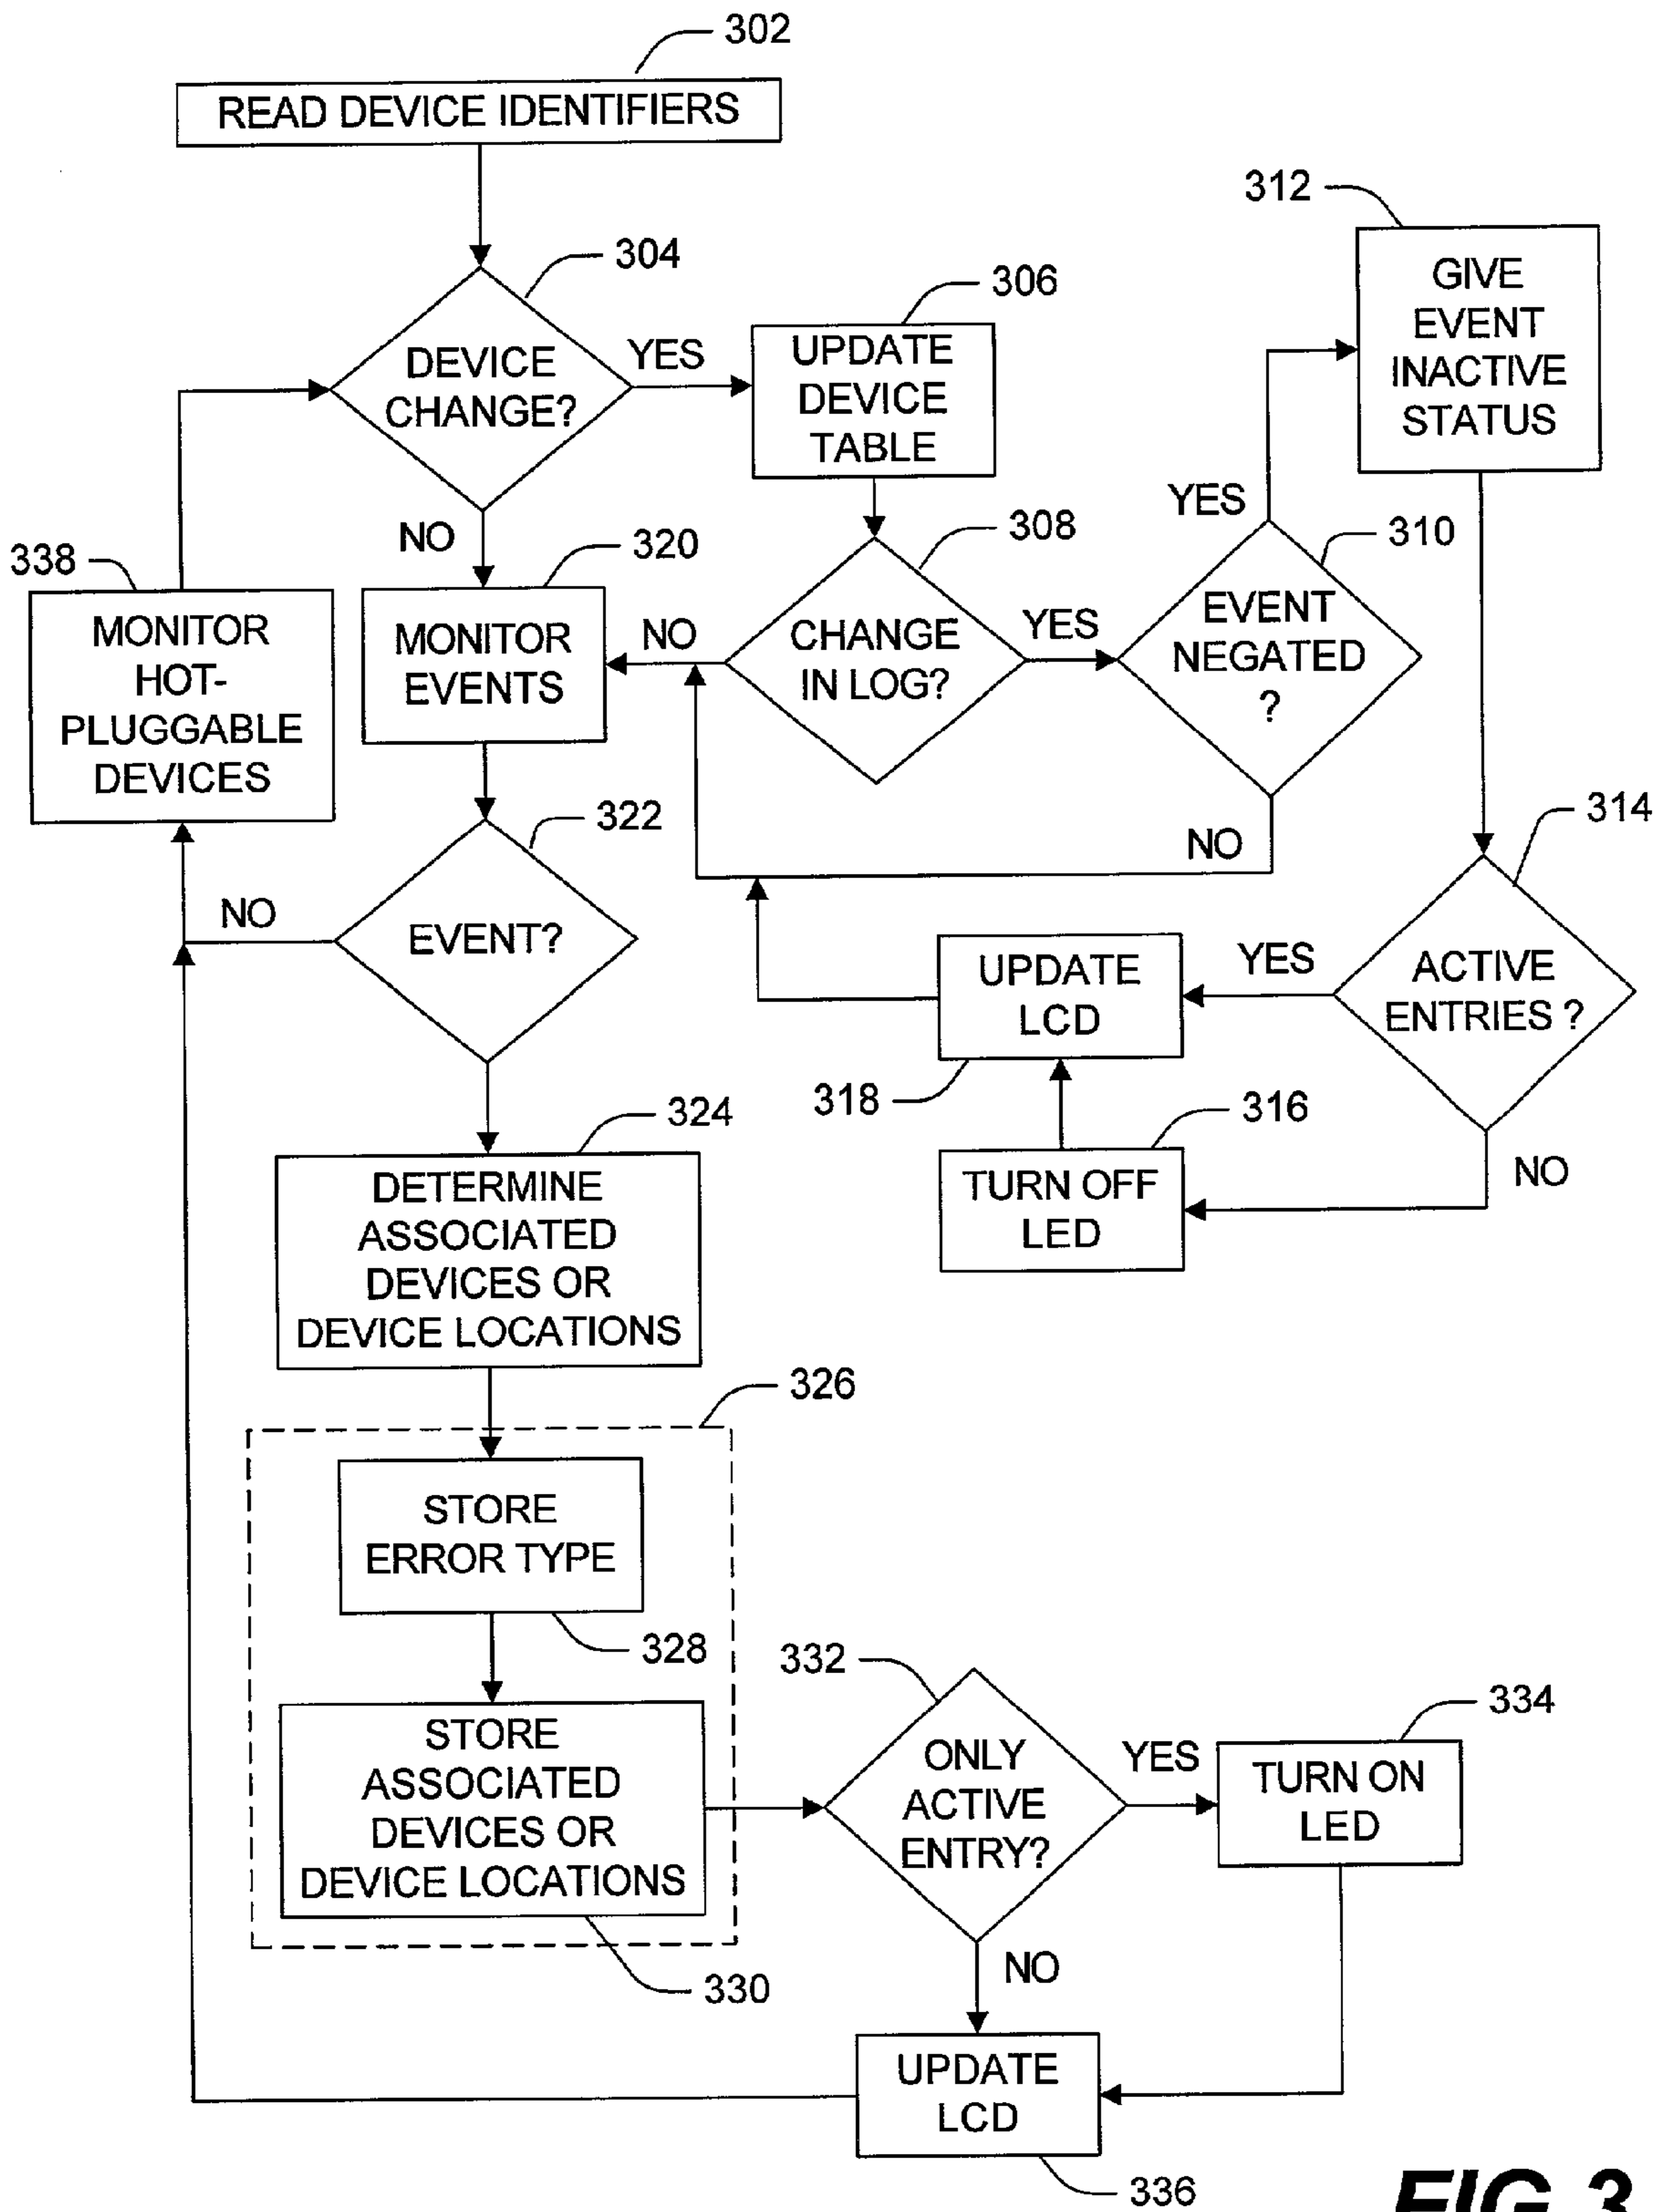 302
READ DEVICE IDENTIFIERS
304
DEVICE
CHANGE?
YES
NO
306
UPDATE
DEVICE
TABLE
308
CHANGE
IN LOG?
YES
NO
310
EVENT
NEGATED
?
YES
NO
312
GIVE
EVENT
INACTIVE
STATUS
314
ACTIVE
ENTRIES ?
YES
NO
316
TURN OFF
LED
318
UPDATE
LCD
338
MONITOR
HOT-
PLUGGABLE
DEVICES
320
MONITOR
EVENTS
322
EVENT?
NO
324
DETERMINE
ASSOCIATED
DEVICES OR
DEVICE LOCATIONS
326
STORE
ERROR TYPE
328
STORE
ASSOCIATED
DEVICES OR
DEVICE LOCATIONS
330
332
ONLY
ACTIVE
ENTRY?
YES
NO
334
TURN ON
LED
UPDATE
LCD
336
FIG.3